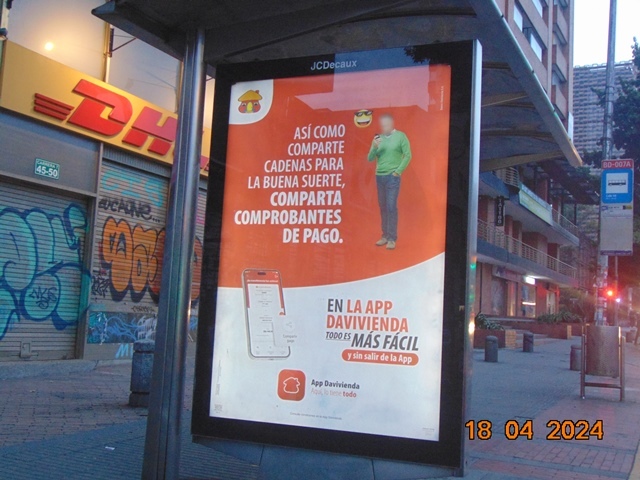 JCDecaux
DHL
CARRERA 13
45-50
ASÍ COMO
COMPARTE
CADENAS PARA
LA BUENA SUERTE,
COMPARTA
COMPROBANTES
DE PAGO.
EN LA APP
DAVIVIENDA
TODO ES MÁS FÁCIL
y sin salir de la App
App Davivienda
Aquí, lo tiene todo
BO-007A
18 04 2024